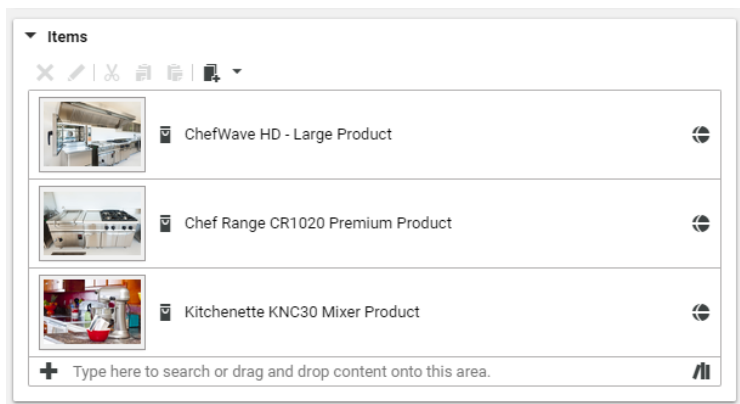 Items
ChefWave HD - Large Product
Chef Range CR1020 Premium Product
Kitchenette KNC30 Mixer Product
Type here to search or drag and drop content onto this area.